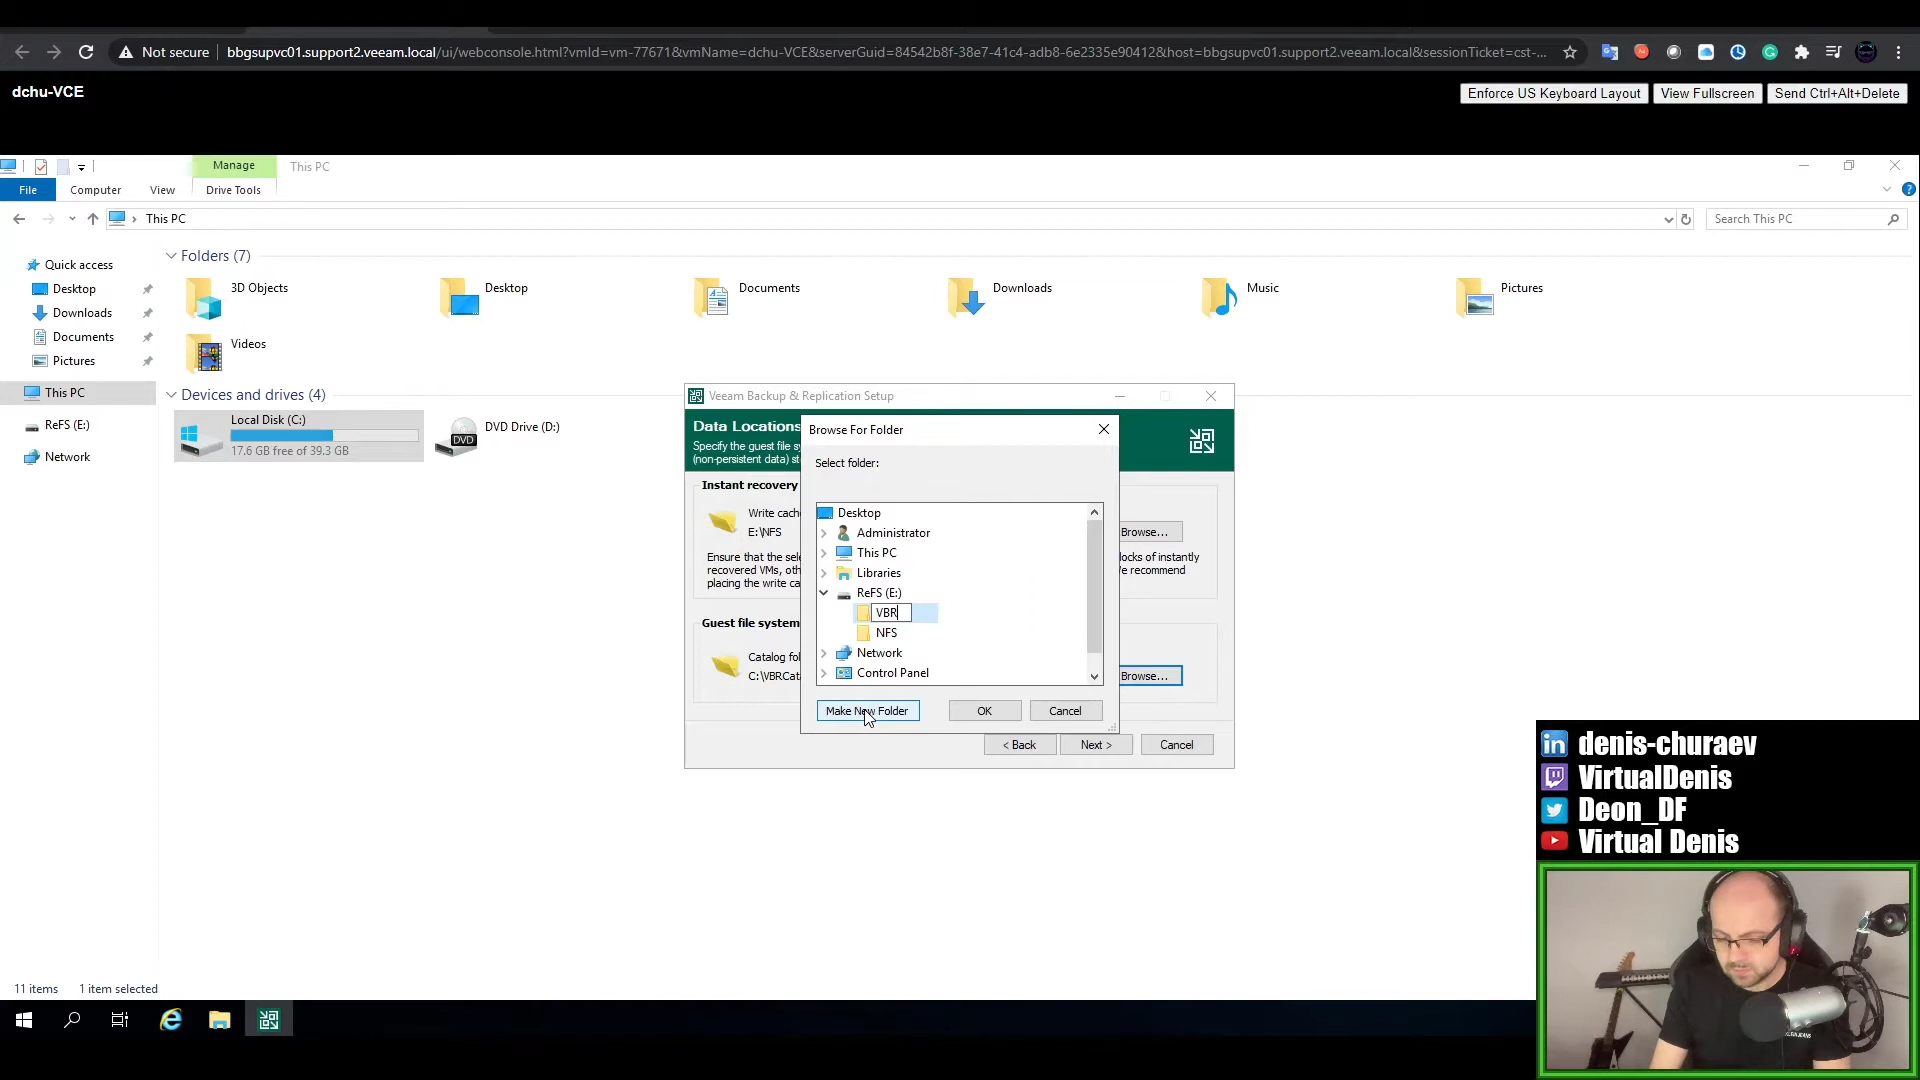 Not secure
bbgsupvc01.support2.veeam.local/ui/webconsole.html?vmId=vm-77671&vmName=dchu-VCE&serverGuid=84542b8f-38e7-41c4-adb8-6e2335e90412&host=bbgsupvc01.support2.veeam.local&sessionTicket=cst-...
dchu-VCE
Enforce US Keyboard Layout
View Fullscreen
Send Ctrl+Alt+Delete
Manage
This PC
File
Computer
View
Drive Tools
This PC
Search This PC
Quick access
Desktop
Downloads
Documents
Pictures
This PC
ReFS (E:)
Network
Folders (7)
3D Objects
Desktop
Documents
Downloads
Music
Pictures
Videos
Devices and drives (4)
Local Disk (C:)
17.6 GB free of 39.3 GB
DVD
DVD Drive (D:)
Veeam Backup & Replication Setup
Data Locations
Specify the guest file sy
(non-persistent data) st
Instant recovery
Write cach
E:\NFS
Browse...
Ensure that the sele
locks of instantly
recovered VMs, oth
e recommend
placing the write ca
Guest file system
Catalog fol
C:\VBRCat
Browse...
< Back
Next >
Cancel
Browse For Folder
Select folder:
Desktop
Administrator
This PC
Libraries
ReFS (E:)
VBR
NFS
Network
Control Panel
Make New Folder
OK
Cancel
11 items
1 item selected
denis-churaev
VirtualDenis
Deon_DF
Virtual Denis